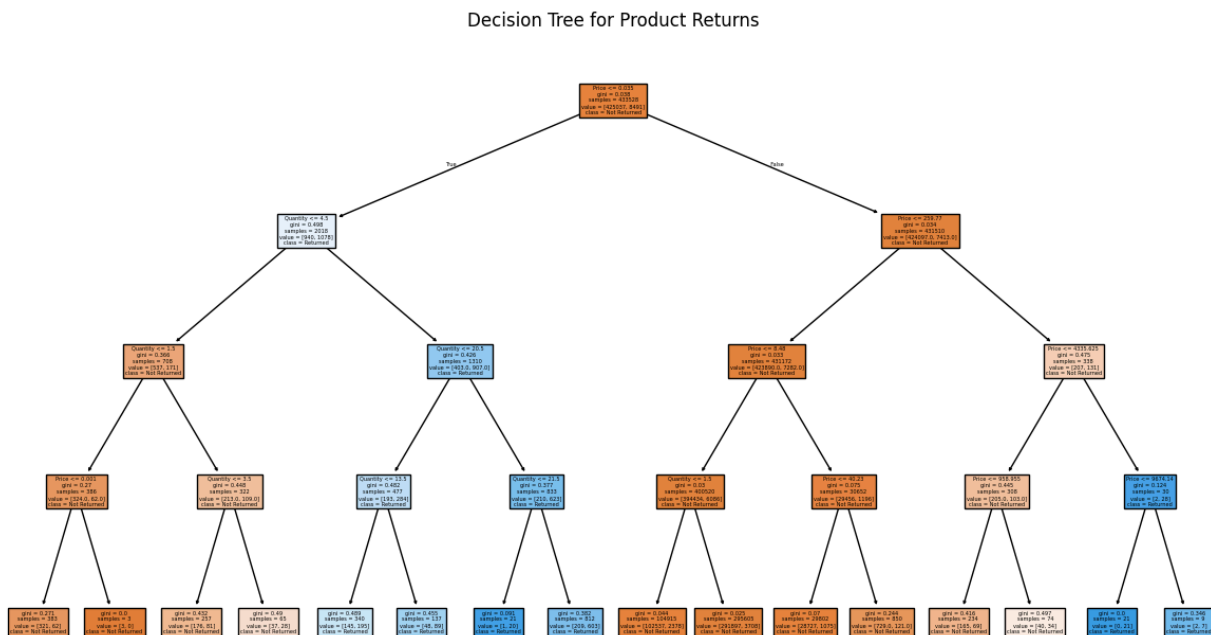 Decision Tree for Product Returns
Price <= 0.035
gini = 0.038
samples = 433528
value = [425037, 8491]
class = Not Returned
True
False
Quantity <= 4.5
gini = 0.498
samples = 2018
value = [940, 1078]
class = Returned
Price <= 259.77
gini = 0.034
samples = 431510
value = [424097.0, 7413.0]
class = Not Returned
Quantity <= 1.5
gini = 0.366
samples = 708
value = [537, 171]
class = Not Returned
Quantity <= 20.5
gini = 0.426
samples = 1310
value = [403.0, 907.0]
class = Returned
Price <= 8.48
gini = 0.033
samples = 431172
value = [423890.0, 7282.0]
class = Not Returned
Price <= 4335.625
gini = 0.475
samples = 338
value = [207, 131]
class = Not Returned
Price <= 0.001
gini = 0.27
samples = 386
value = [324.0, 62.0]
class = Not Returned
Quantity <= 3.5
gini = 0.448
samples = 322
value = [213.0, 109.0]
class = Not Returned
Quantity <= 13.5
gini = 0.482
samples = 477
value = [193, 284]
class = Returned
Quantity <= 21.5
gini = 0.377
samples = 833
value = [210, 623]
class = Returned
Quantity <= 1.5
gini = 0.03
samples = 400520
value = [394434, 6086]
class = Not Returned
Price <= 40.23
gini = 0.075
samples = 30652
value = [29456, 1196]
class = Not Returned
Price <= 958.955
gini = 0.445
samples = 308
value = [205.0, 103.0]
class = Not Returned
Price <= 9674.14
gini = 0.124
samples = 30
value = [2, 28]
class = Returned
gini = 0.271
samples = 383
value = [321, 62]
class = Not Returned
gini = 0.0
samples = 3
value = [3, 0]
class = Not Returned
gini = 0.432
samples = 257
value = [176, 81]
class = Not Returned
gini = 0.49
samples = 65
value = [37, 28]
class = Not Returned
gini = 0.489
samples = 340
value = [145, 195]
class = Returned
gini = 0.455
samples = 137
value = [48, 89]
class = Returned
gini = 0.091
samples = 21
value = [1, 20]
class = Returned
gini = 0.382
samples = 812
value = [209, 603]
class = Returned
gini = 0.044
samples = 104915
value = [102537, 2378]
class = Not Returned
gini = 0.025
samples = 295605
value = [291897, 3708]
class = Not Returned
gini = 0.07
samples = 29802
value = [28727, 1075]
class = Not Returned
gini = 0.244
samples = 850
value = [729.0, 121.0]
class = Not Returned
gini = 0.416
samples = 234
value = [165, 69]
class = Not Returned
gini = 0.497
samples = 74
value = [40, 34]
class = Not Returned
gini = 0.0
samples = 21
value = [0, 21]
class = Returned
gini = 0.346
samples = 9
value = [2, 7]
class = Returned